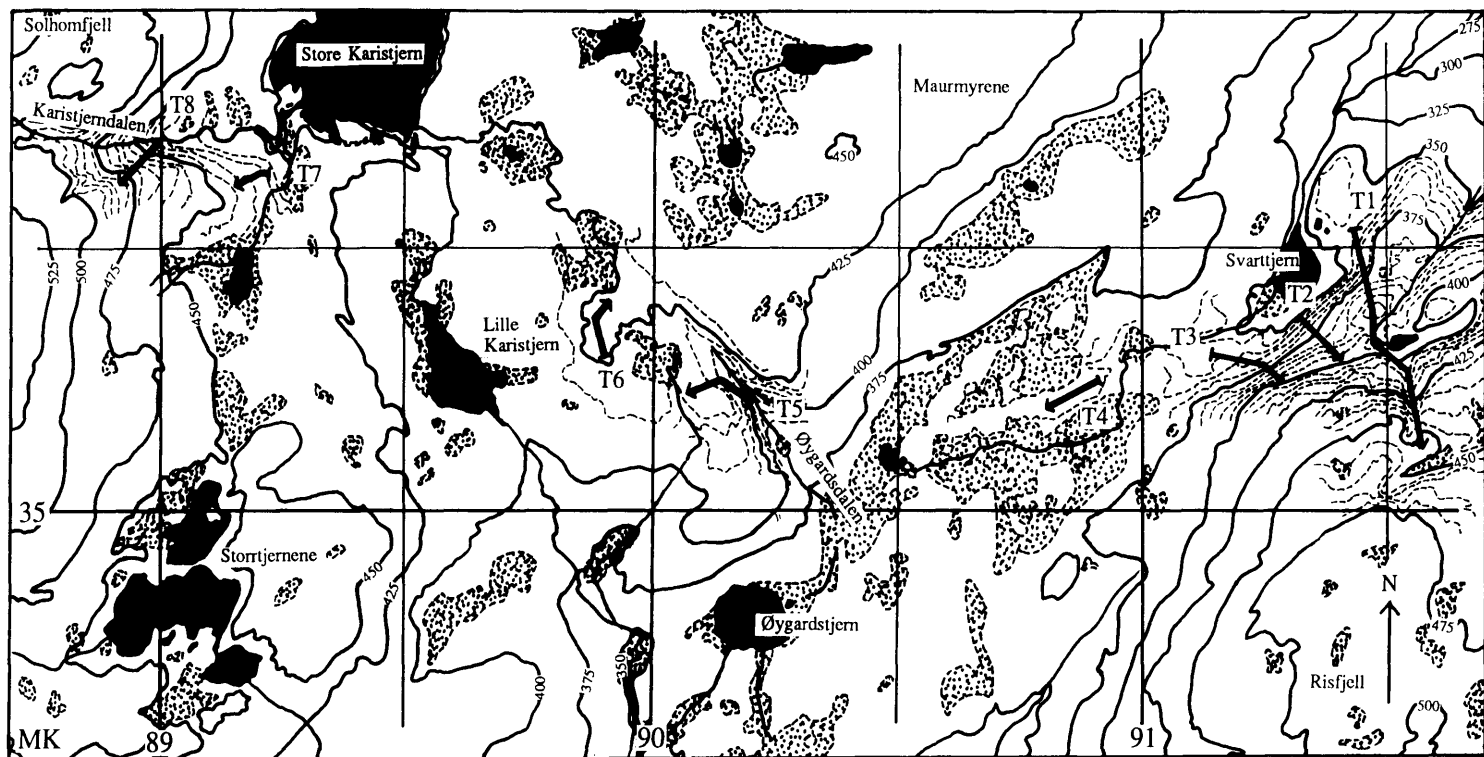 Solhomfjell
Store Karistjern
Karistjerndalen
T8
T7
Maurmyrene
450
275
300
325
350
T1
375
400
425
450
Svarttjern
T2
T3
525
500
475
450
Lille
Karistjern
T6
T5
T4
425
400
375
Øygardsdalen
35
Storrtjernene
450
425
Øygardstjern
400
375
350
N
475
Risfjell
500
MK
89
90
91